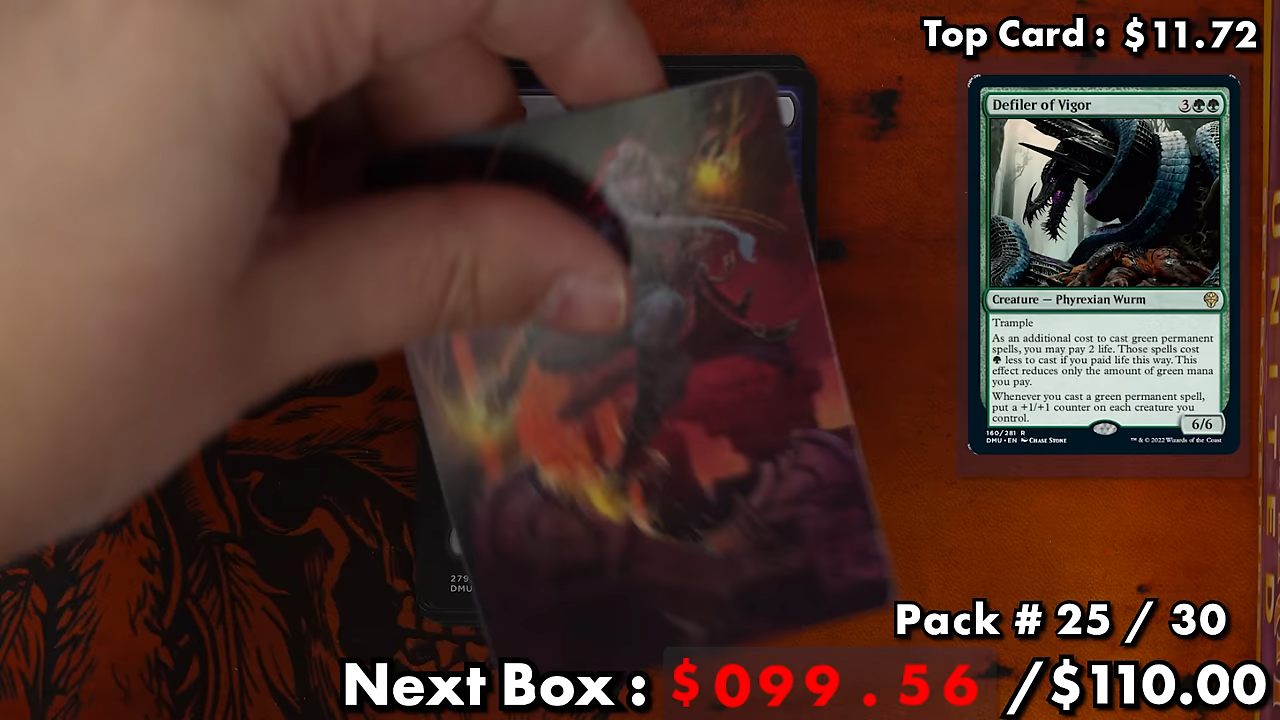 Top Card : $11.72
Defiler of Vigor 3
Creature — Phyrexian Wurm
Trample
As an additional cost to cast green permanent
spells, you may pay 2 life. Those spells cost
less to cast if you paid life this way. This
effect reduces only the amount of green mana
you pay.
Whenever you cast a green permanent spell,
put a +1/+1 counter on each creature you
control.
6/6
160/281 R
DMU • EN CHASE STONE ™ & © 2022 Wizards of the Coast
279
DMU
Pack # 25 / 30
Next Box : $099.56 /$110.00